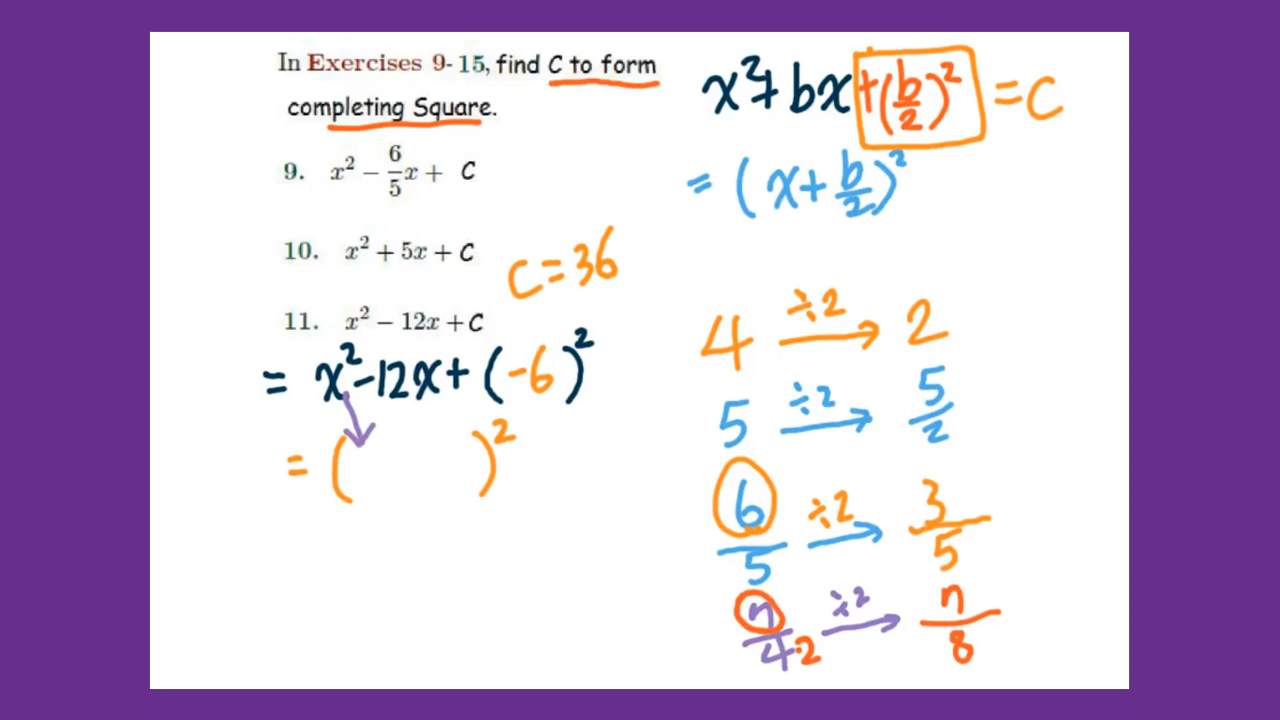 In Exercises 9-15, find C to form
completing Square.
9. x² − 6/5 x + C
10. x² + 5x + C
C = 36
11. x² − 12x + C
= x² - 12x + (-6)²
= ( )²
x² + bx + (b/2)² = C
= (x + b/2)²
4 ÷2 → 2
5 ÷2 → 5/2
6/5 ÷2 → 3/5
7/4·2 ÷2 → 7/8